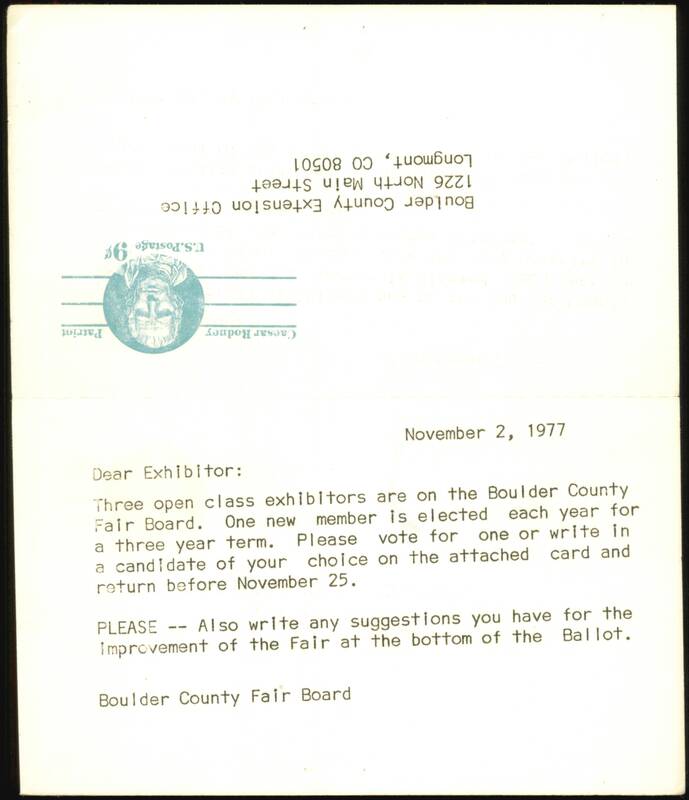 Boulder County Extension Office
1226 North Main Street
Longmont, CO 80501
Caesar Rodney
Patriot
U.S. Postage 9¢
November 2, 1977
Dear Exhibitor:
Three open class exhibitors are on the Boulder County
Fair Board. One new member is elected each year for
a three year term. Please vote for one or write in
a candidate of your choice on the attached card and
return before November 25.
PLEASE -- Also write any suggestions you have for the
improvement of the Fair at the bottom of the Ballot.
Boulder County Fair Board